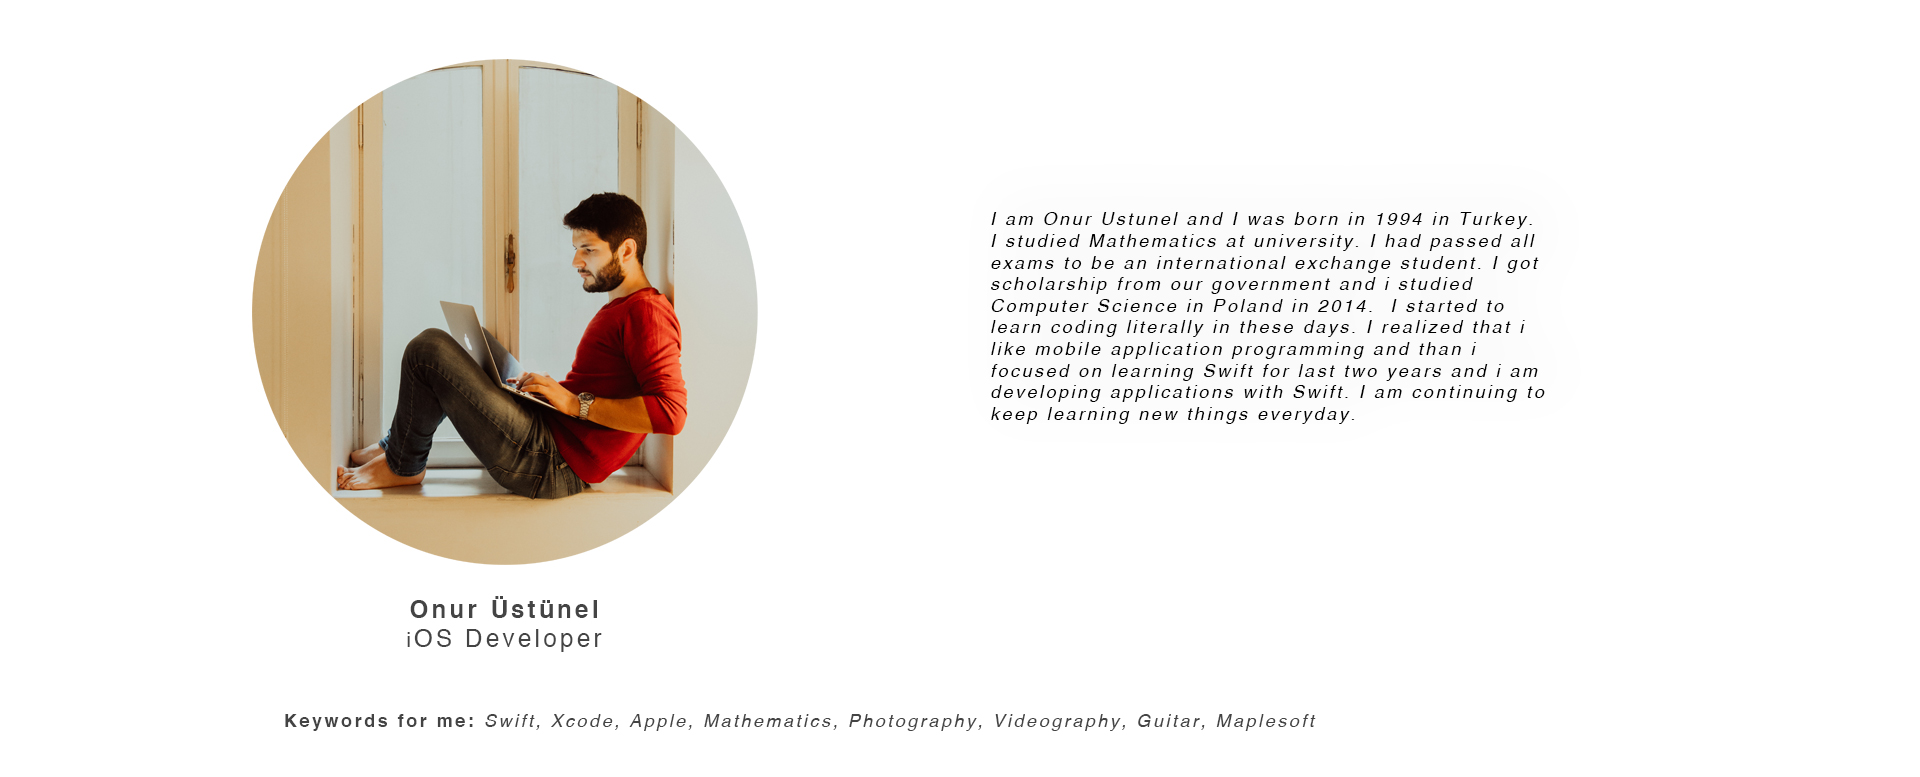 I am Onur Ustunel and I was born in 1994 in Turkey.
I studied Mathematics at university. I had passed all
exams to be an international exchange student. I got
scholarship from our government and i studied
Computer Science in Poland in 2014.  I started to
learn coding literally in these days. I realized that i
like mobile application programming and than i
focused on learning Swift for last two years and i am
developing applications with Swift. I am continuing to
keep learning new things everyday.
Onur Üstünel
iOS Developer
Keywords for me: Swift, Xcode, Apple, Mathematics, Photography, Videography, Guitar, Maplesoft